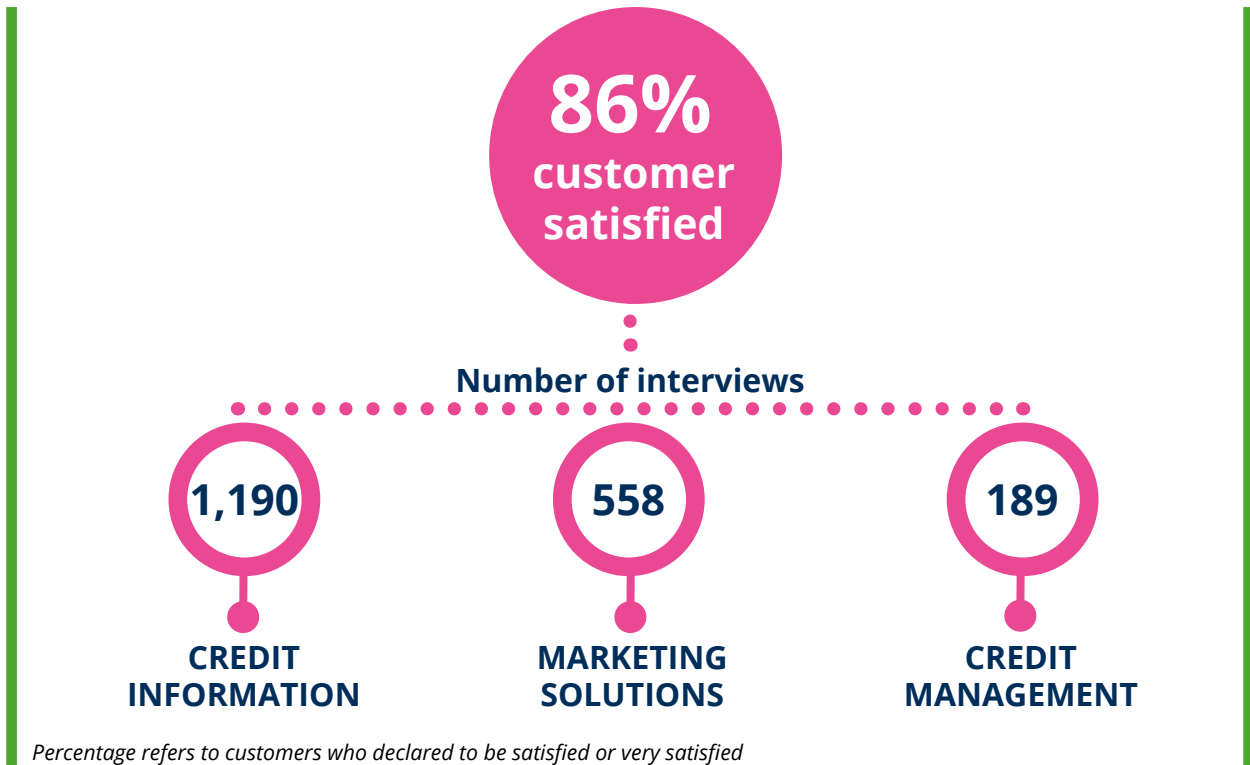 86%
customer
satisfied
Number of interviews
1,190
558
189
CREDIT
INFORMATION
MARKETING
SOLUTIONS
CREDIT
MANAGEMENT
Percentage refers to customers who declared to be satisfied or very satisfied